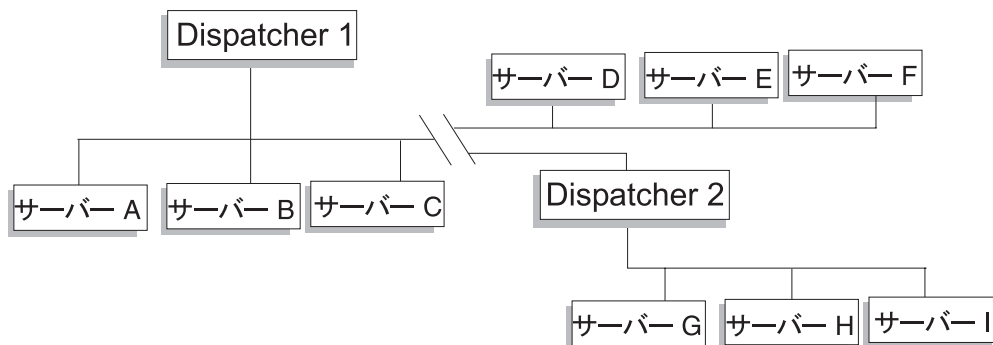 Dispatcher 1
サーバー D
サーバー E
サーバー F
サーバー A
サーバー B
サーバー C
Dispatcher 2
サーバー G
サーバー H
サーバー I